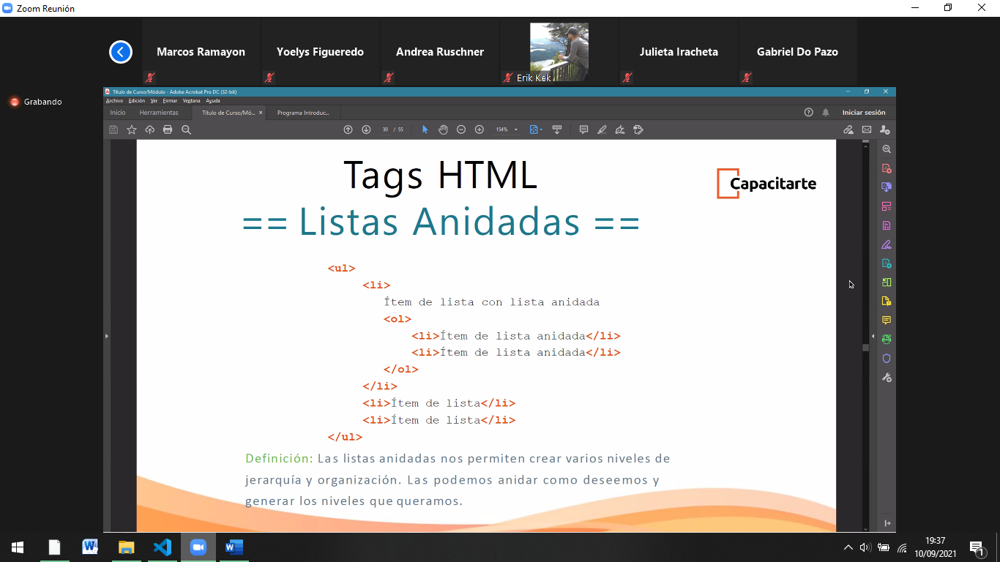 Zoom Reunión
Marcos Ramayon
Yoelys Figueredo
Andrea Ruschner
Erik Kek
Julieta Iracheta
Gabriel Do Pazo
Grabando
Título de Curso/Módulo - Adobe Acrobat Pro DC (32-bit)
Archivo Edición Ver Firmar Ventana Ayuda
Inicio Herramientas Título de Curso/Mó... × Programa Introduc... Iniciar sesión
30 / 55 154%
Tags HTML
Capacitarte
== Listas Anidadas ==
<ul>
<li>
Ítem de lista con lista anidada
<ol>
<li>Ítem de lista anidada</li>
<li>Ítem de lista anidada</li>
</ol>
</li>
<li>Ítem de lista</li>
<li>Ítem de lista</li>
</ul>
Definición: Las listas anidadas nos permiten crear varios niveles de
jerarquía y organización. Las podemos anidar como deseemos y
generar los niveles que queramos.
19:37
10/09/2021
1